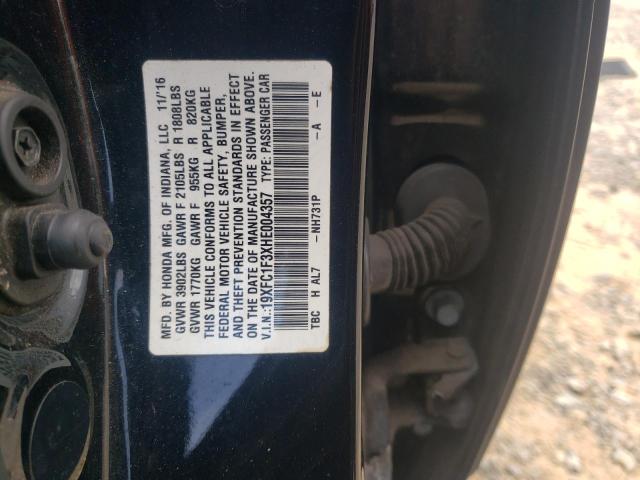 MFD. BY HONDA MFG. OF INDIANA, LLC 11/'16
GVWR 3902LBS GAWR F 2105LBS R 1808LBS
GVWR 1770KG GAWR F 955KG R 820KG
THIS VEHICLE CONFORMS TO ALL APPLICABLE
FEDERAL MOTOR VEHICLE SAFETY, BUMPER,
AND THEFT PREVENTION STANDARDS IN EFFECT
ON THE DATE OF MANUFACTURE SHOWN ABOVE.
V.I.N.:19XFC1F3XHE004357 TYPE: PASSENGER CAR
TBC H AL7 -NH731P -A -E